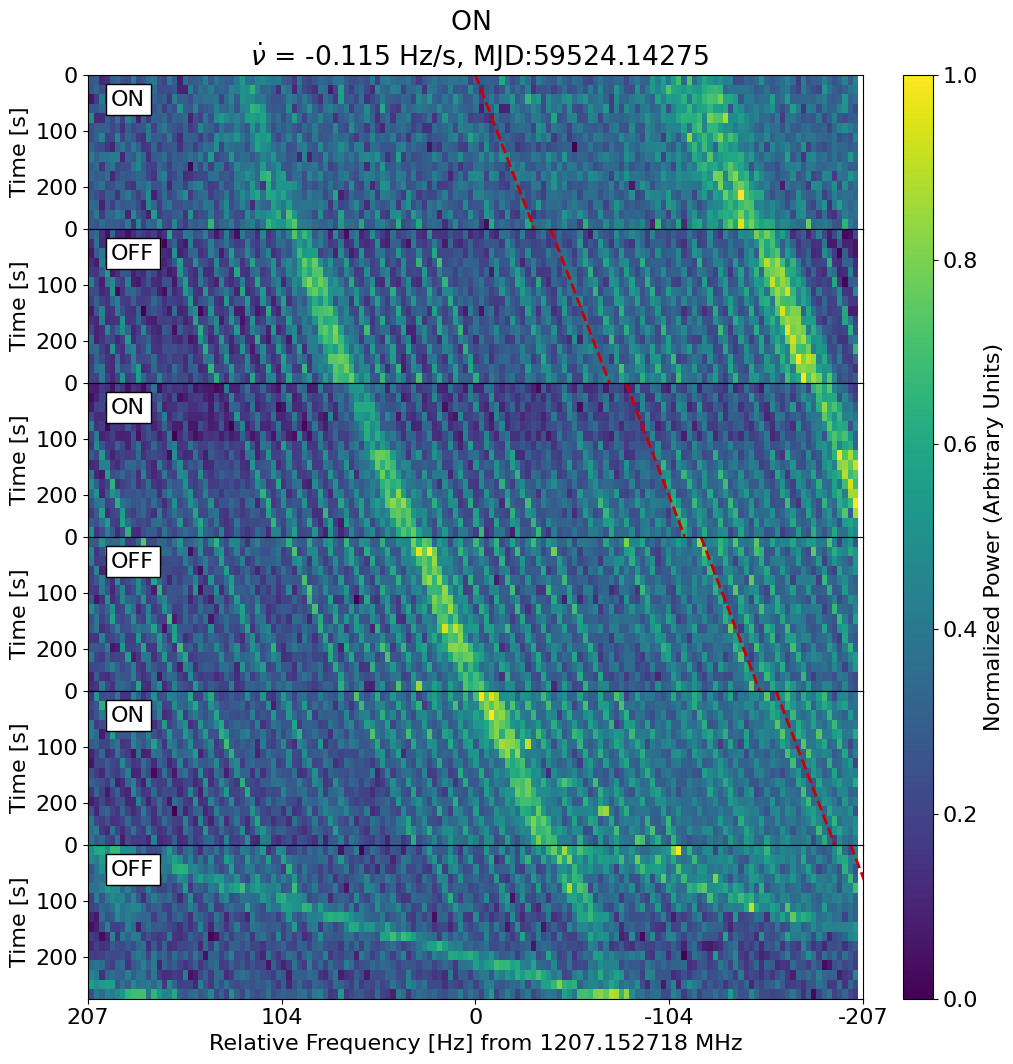 ON
ν̇ = -0.115 Hz/s, MJD:59524.14275
0
ON
100
200
Time [s]
0
OFF
100
200
Time [s]
0
ON
100
200
Time [s]
0
OFF
100
200
Time [s]
0
ON
100
200
Time [s]
0
OFF
100
200
Time [s]
207 104 0 -104 -207
Relative Frequency [Hz] from 1207.152718 MHz
1.0
0.8
0.6
0.4
0.2
0.0
Normalized Power (Arbitrary Units)